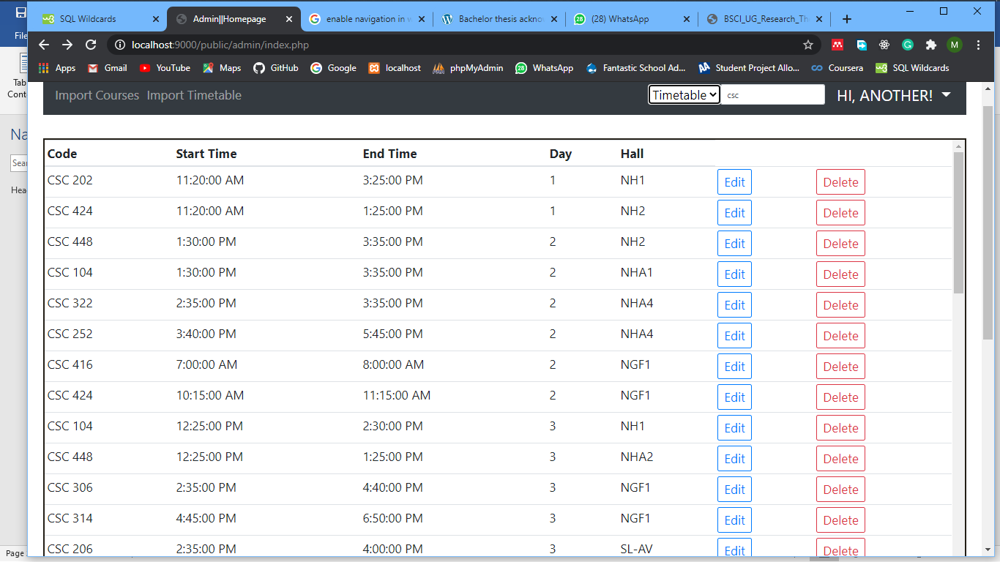 SQL Wildcards
Admin||Homepage
enable navigation in w
Bachelor thesis ackno
(28) WhatsApp
BSCI_UG_Research_Th
File
localhost:9000/public/admin/index.php
M
Apps Gmail YouTube Maps GitHub Google localhost phpMyAdmin WhatsApp Fantastic School Ad... Student Project Allo... Coursera SQL Wildcards
Tab
Cont
Na
Sear
Hea
Import Courses Import Timetable Timetable csc HI, ANOTHER!
Code Start Time End Time Day Hall
CSC 202 11:20:00 AM 3:25:00 PM 1 NH1 Edit Delete
CSC 424 11:20:00 AM 1:25:00 PM 1 NH2 Edit Delete
CSC 448 1:30:00 PM 3:35:00 PM 2 NH2 Edit Delete
CSC 104 1:30:00 PM 3:35:00 PM 2 NHA1 Edit Delete
CSC 322 2:35:00 PM 3:35:00 PM 2 NHA4 Edit Delete
CSC 252 3:40:00 PM 5:45:00 PM 2 NHA4 Edit Delete
CSC 416 7:00:00 AM 8:00:00 AM 2 NGF1 Edit Delete
CSC 424 10:15:00 AM 11:15:00 AM 2 NGF1 Edit Delete
CSC 104 12:25:00 PM 2:30:00 PM 3 NH1 Edit Delete
CSC 448 12:25:00 PM 1:25:00 PM 3 NHA2 Edit Delete
CSC 306 2:35:00 PM 4:40:00 PM 3 NGF1 Edit Delete
CSC 314 4:45:00 PM 6:50:00 PM 3 NGF1 Edit Delete
CSC 206 2:35:00 PM 4:00:00 PM 3 SL-AV Edit Delete
Page